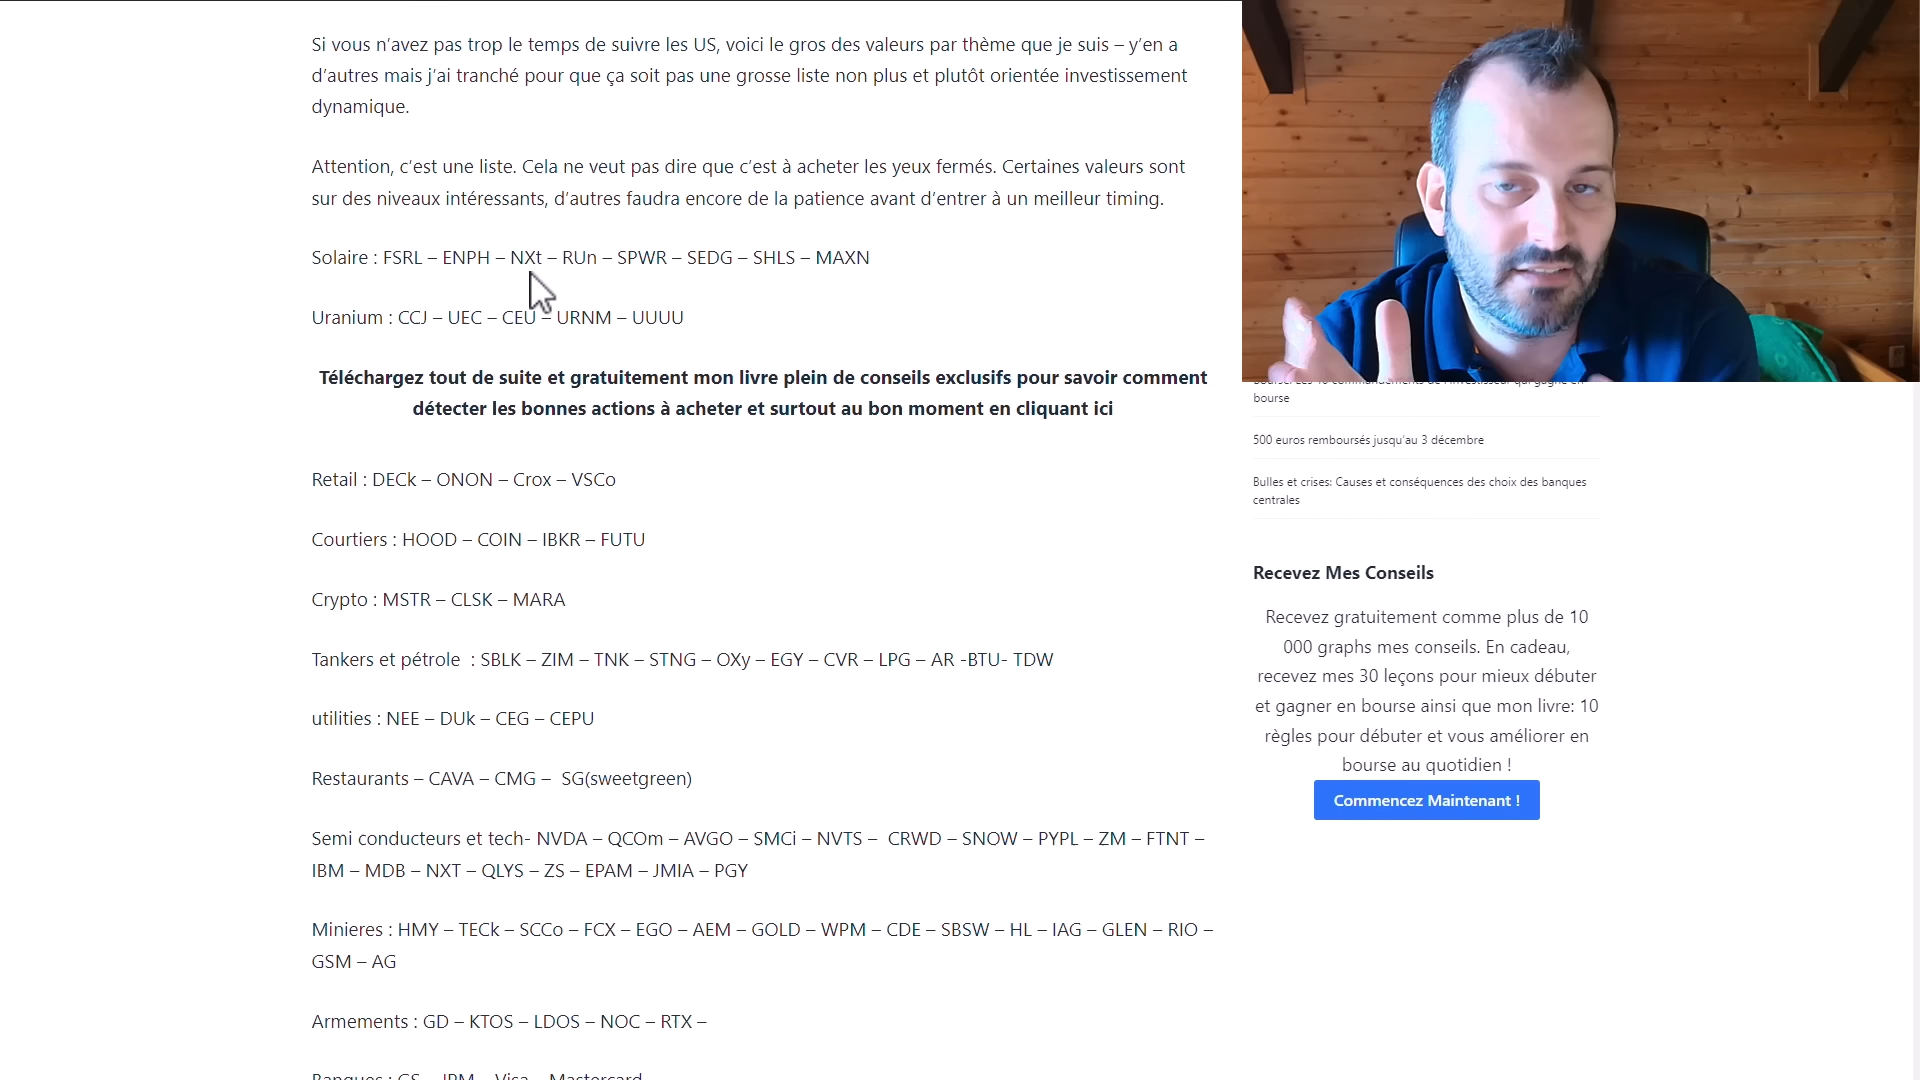 Si vous n’avez pas trop le temps de suivre les US, voici le gros des valeurs par thème que je suis – y’en a
d’autres mais j’ai tranché pour que ça soit pas une grosse liste non plus et plutôt orientée investissement
dynamique.
Attention, c’est une liste. Cela ne veut pas dire que c’est à acheter les yeux fermés. Certaines valeurs sont
sur des niveaux intéressants, d’autres faudra encore de la patience avant d’entrer à un meilleur timing.
Solaire : FSRL – ENPH – NXt – RUn – SPWR – SEDG – SHLS – MAXN
Uranium : CCJ – UEC – CEU – URNM – UUUU
Téléchargez tout de suite et gratuitement mon livre plein de conseils exclusifs pour savoir comment
détecter les bonnes actions à acheter et surtout au bon moment en cliquant ici
Retail : DECk – ONON – Crox – VSCo
Courtiers : HOOD – COIN – IBKR – FUTU
Crypto : MSTR – CLSK – MARA
Tankers et pétrole  : SBLK – ZIM – TNK – STNG – OXy – EGY – CVR – LPG – AR -BTU- TDW
utilities : NEE – DUk – CEG – CEPU
Restaurants – CAVA – CMG –  SG(sweetgreen)
Semi conducteurs et tech- NVDA – QCOm – AVGO – SMCi – NVTS –  CRWD – SNOW – PYPL – ZM – FTNT –
IBM – MDB – NXT – QLYS – ZS – EPAM – JMIA – PGY
Minieres : HMY – TECk – SCCo – FCX – EGO – AEM – GOLD – WPM – CDE – SBSW – HL – IAG – GLEN – RIO –
GSM – AG
Armements : GD – KTOS – LDOS – NOC – RTX –
Banques : GS – JPM – Visa – Mastercard
bourse
500 euros remboursés jusqu’au 3 décembre
Bulles et crises: Causes et conséquences des choix des banques
centrales
Recevez Mes Conseils
Recevez gratuitement comme plus de 10
000 graphs mes conseils. En cadeau,
recevez mes 30 leçons pour mieux débuter
et gagner en bourse ainsi que mon livre: 10
règles pour débuter et vous améliorer en
bourse au quotidien !
Commencez Maintenant !